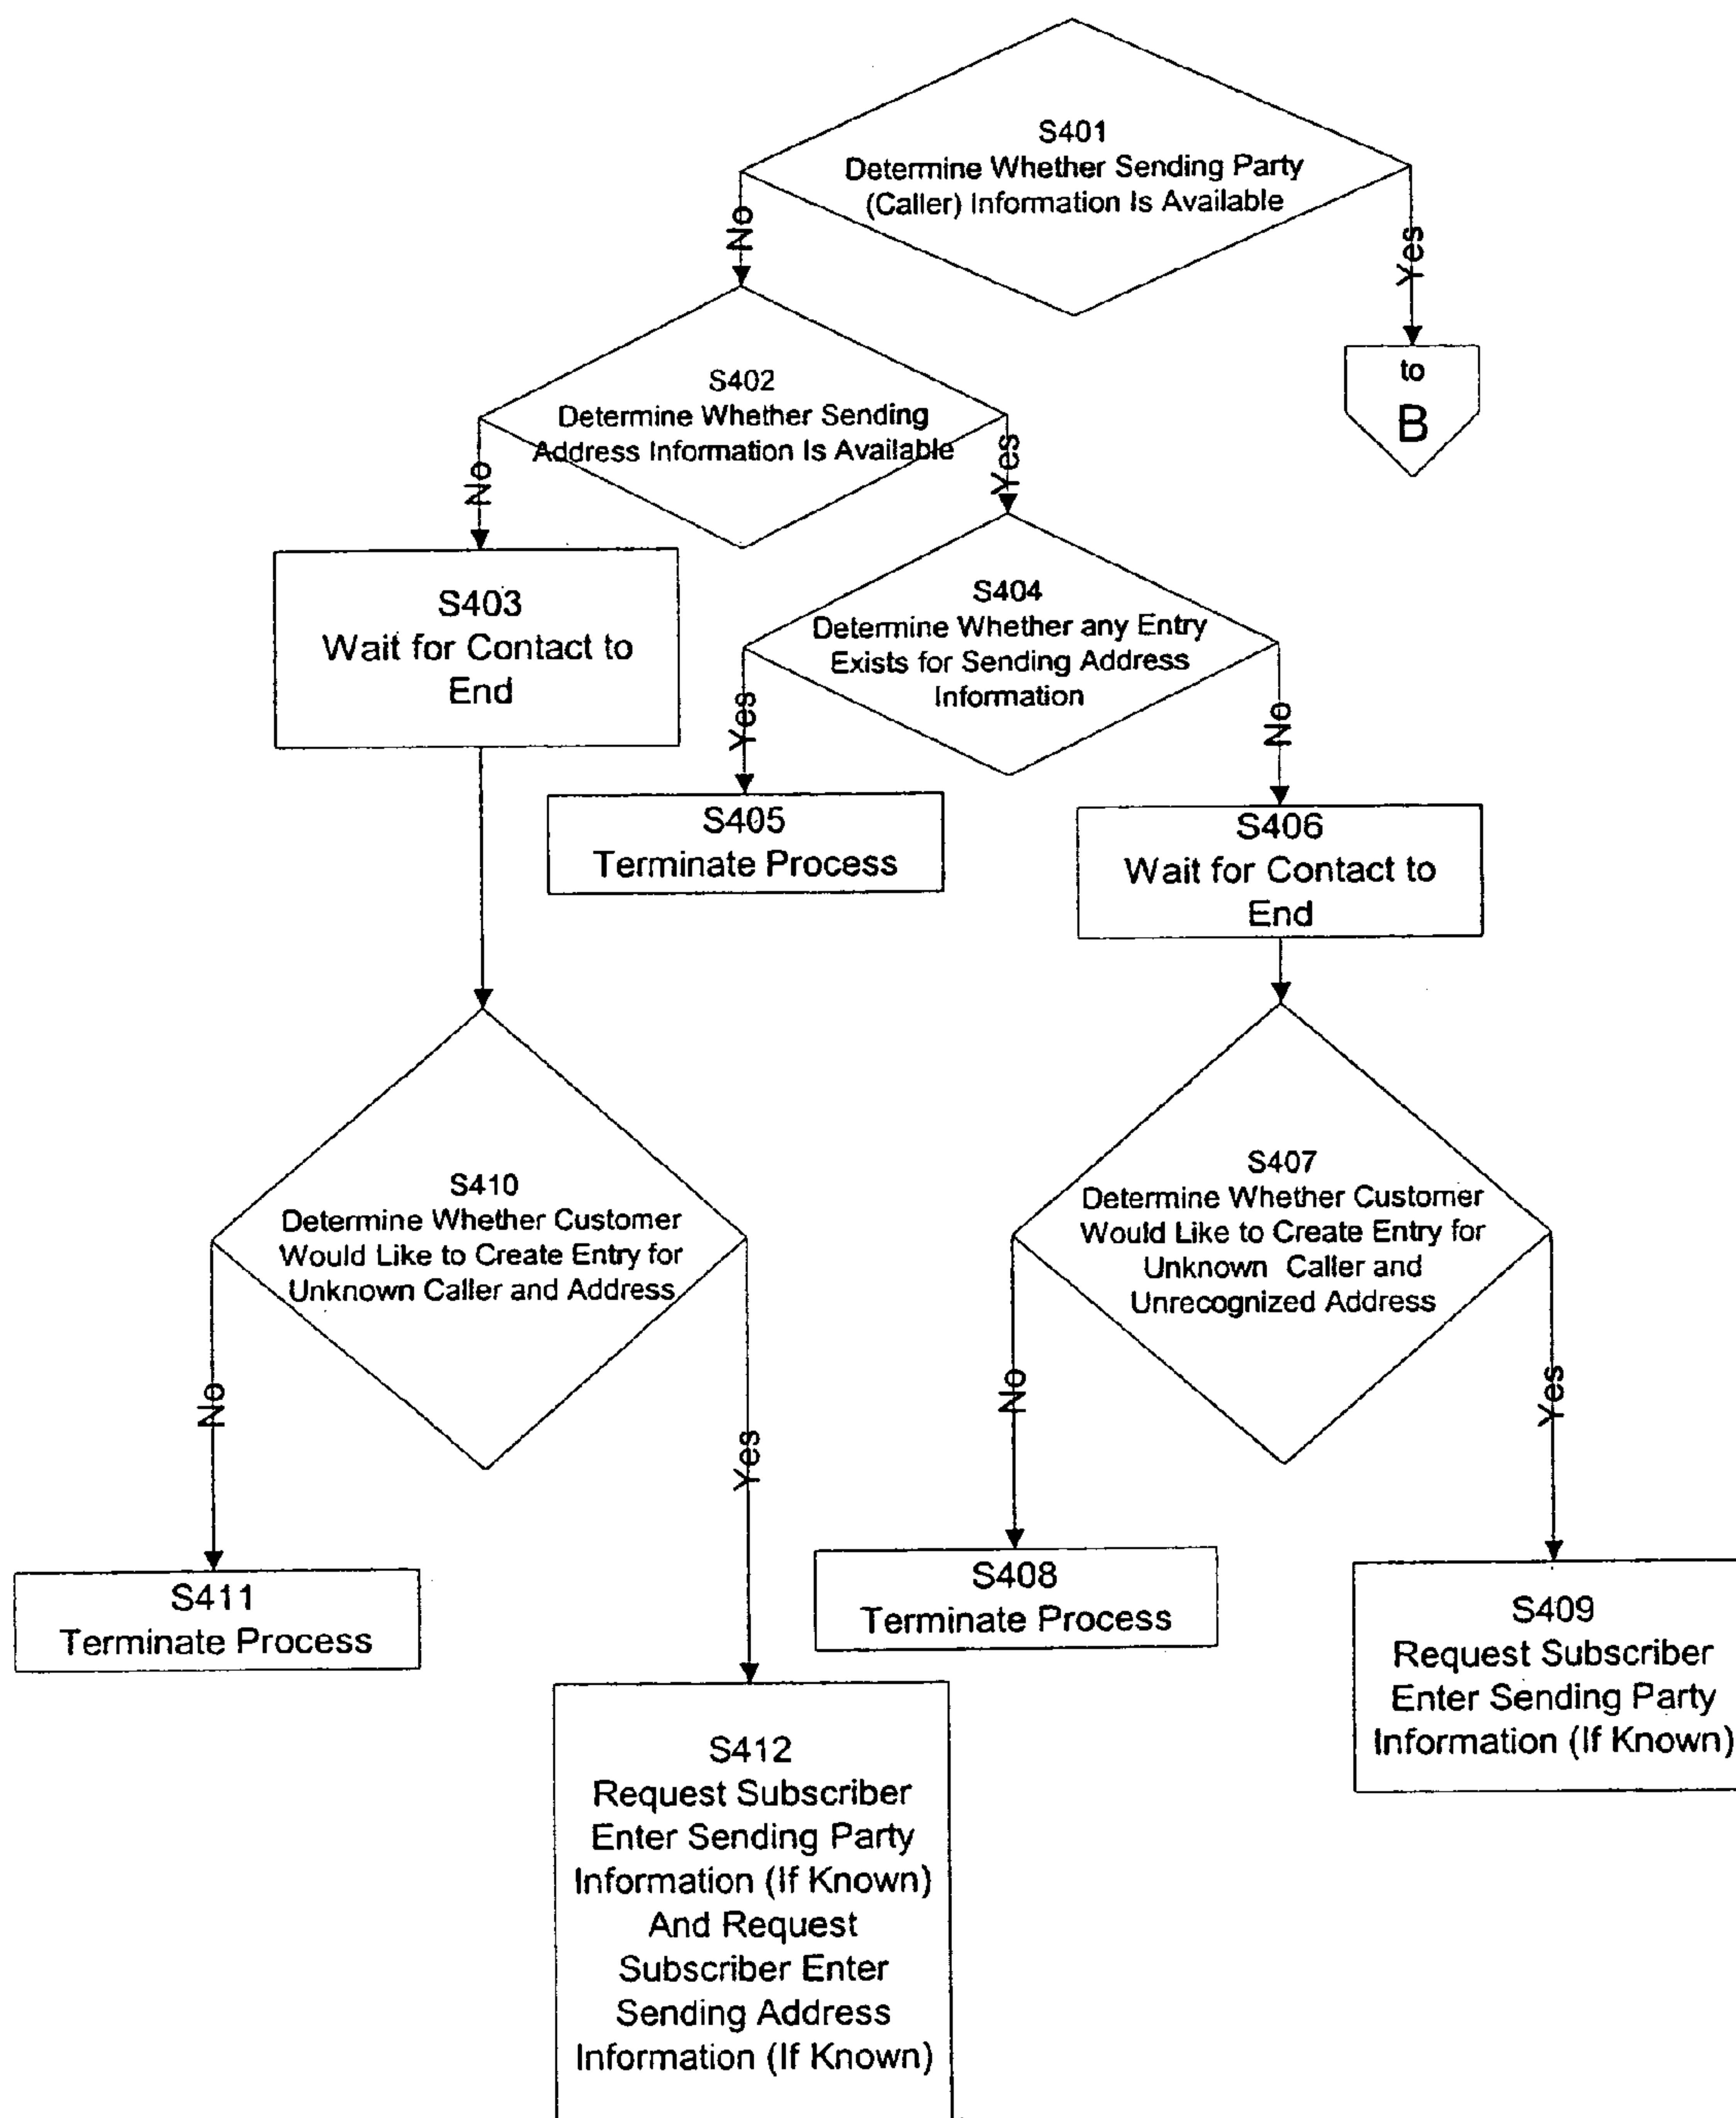 S401
Determine Whether Sending Party
(Caller) Information Is Available
No
Yes
to
B
S402
Determine Whether Sending
Address Information Is Available
No
Yes
S403
Wait for Contact to
End
S404
Determine Whether any Entry
Exists for Sending Address
Information
Yes
No
S405
Terminate Process
S406
Wait for Contact to
End
S410
Determine Whether Customer
Would Like to Create Entry for
Unknown Caller and Address
No
Yes
S407
Determine Whether Customer
Would Like to Create Entry for
Unknown Caller and
Unrecognized Address
No
Yes
S411
Terminate Process
S408
Terminate Process
S409
Request Subscriber
Enter Sending Party
Information (If Known)
S412
Request Subscriber
Enter Sending Party
Information (If Known)
And Request
Subscriber Enter
Sending Address
Information (If Known)